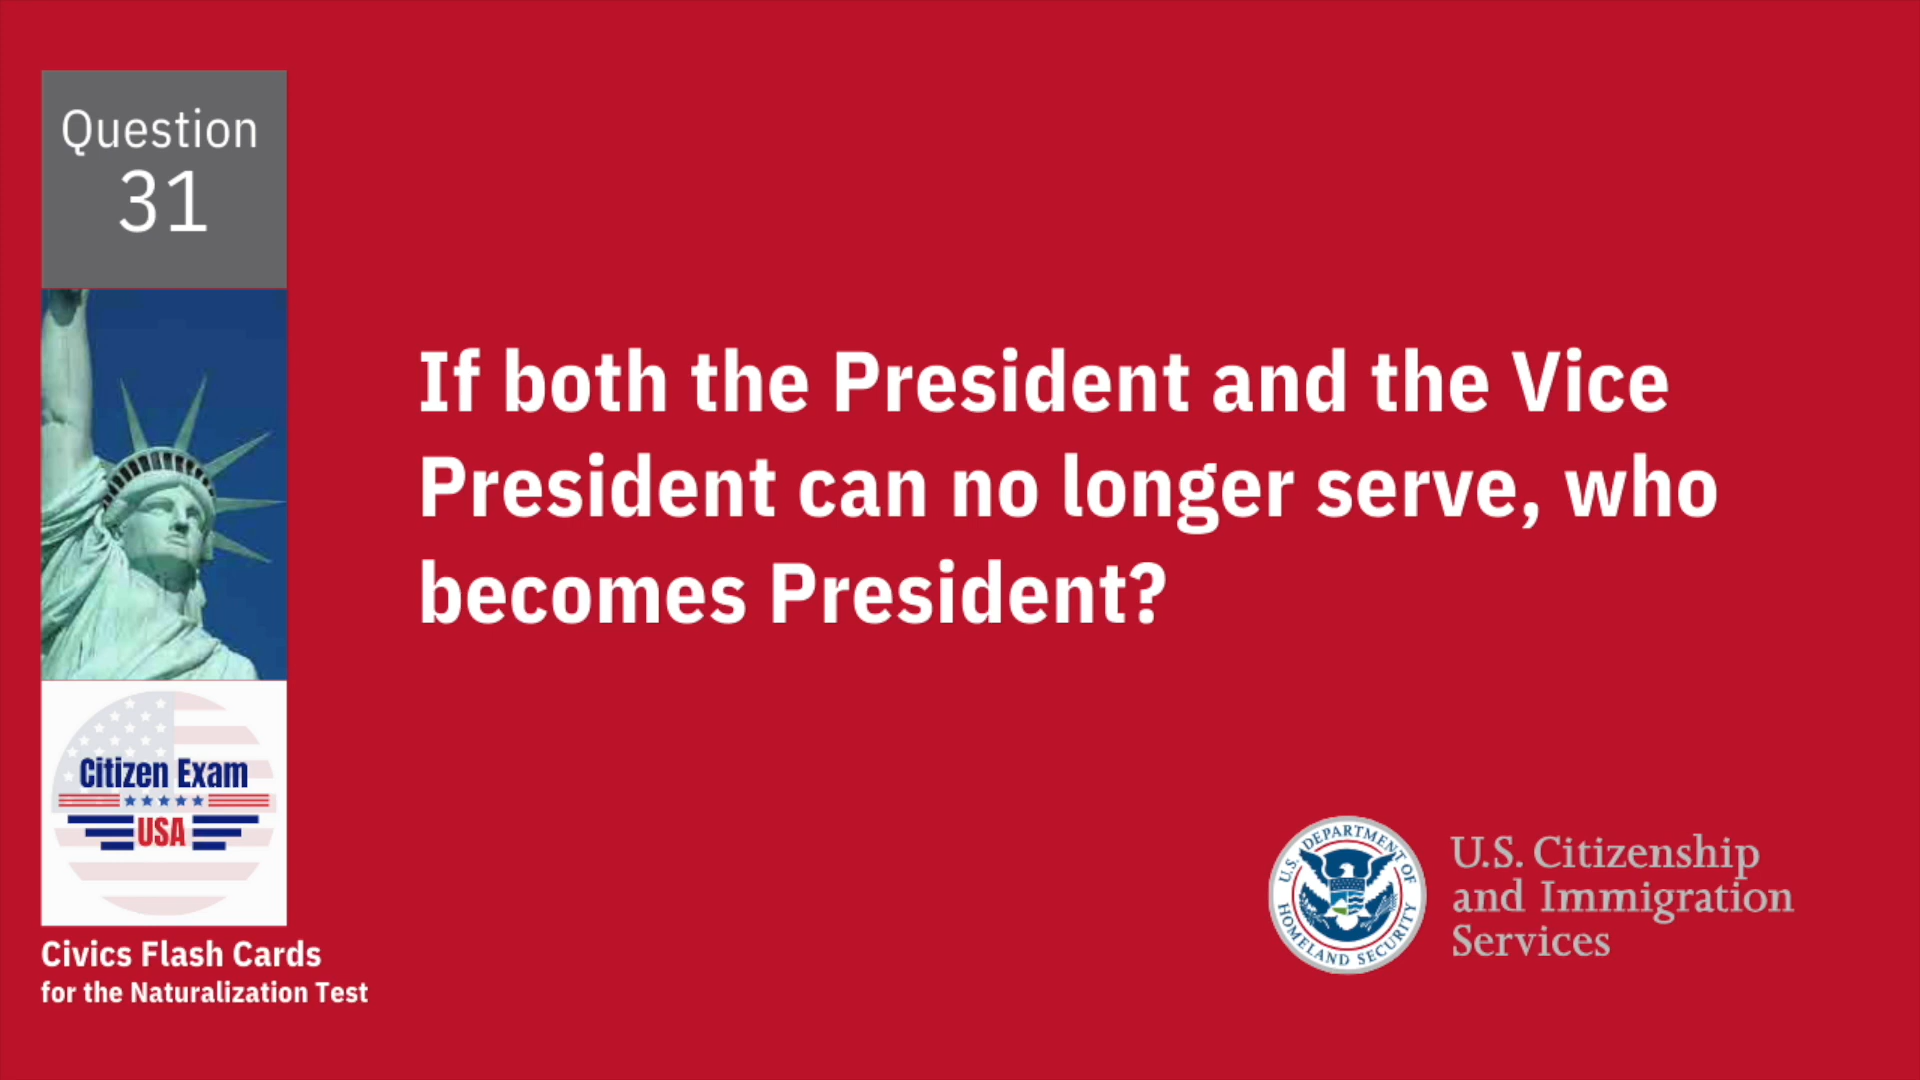 Question
31
If both the President and the Vice
President can no longer serve, who
becomes President?
Citizen Exam
USA
Civics Flash Cards
for the Naturalization Test
U.S. DEPARTMENT OF
HOMELAND SECURITY
U.S. Citizenship
and Immigration
Services